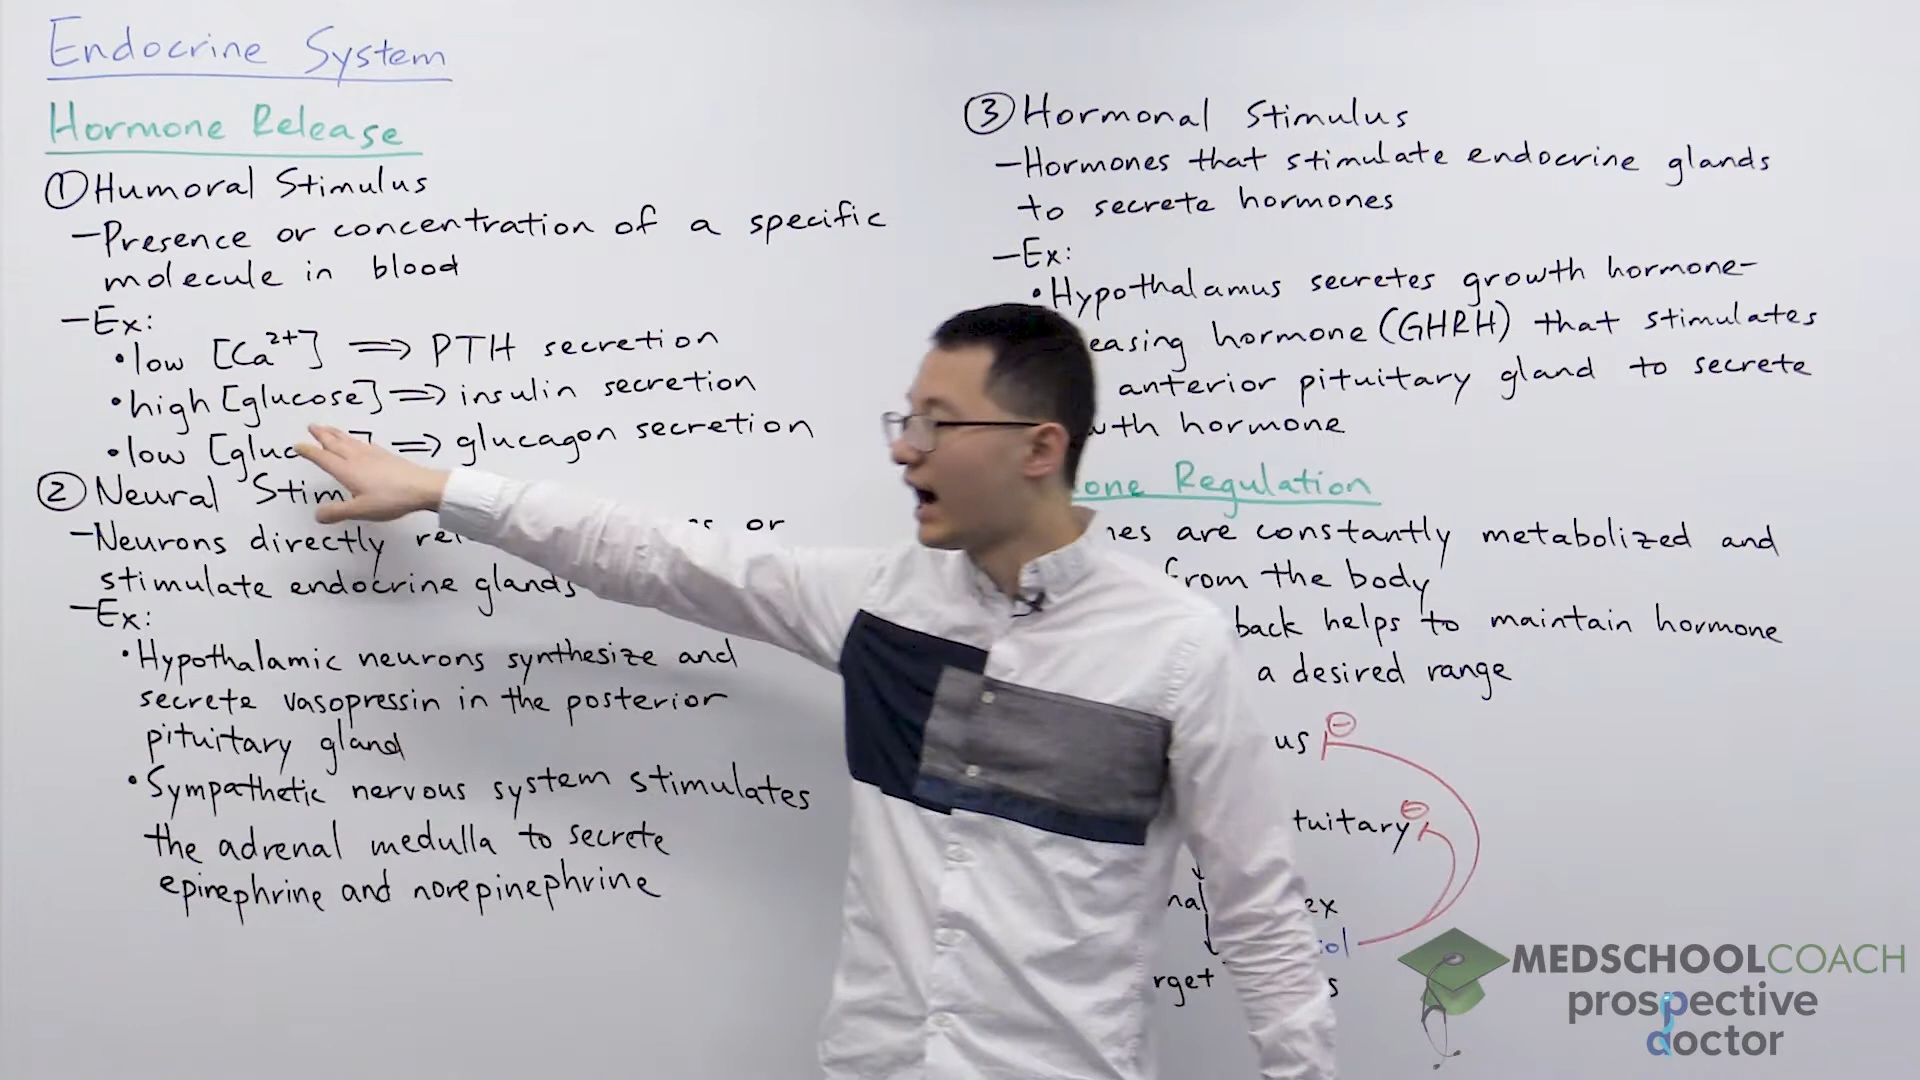 Endocrine System
Hormone Release
① Humoral Stimulus
- Presence or concentration of a specific
molecule in blood
- Ex:
• low [Ca2+] ⟹ PTH secretion
• high [glucose] ⟹ insulin secretion
• low [gluc ] ⟹ glucagon secretion
② Neural Stim
- Neurons directly or
stimulate endocrine glands
- Ex:
• Hypothalamic neurons synthesize and
secrete vasopressin in the posterior
pituitary gland
• Sympathetic nervous system stimulates
the adrenal medulla to secrete
epinephrine and norepinephrine
③ Hormonal Stimulus
- Hormones that stimulate endocrine glands
to secrete hormones
- Ex:
• Hypothalamus secretes growth hormone-
easing hormone (GHRH) that stimulates
anterior pituitary gland to secrete
wth hormone
one Regulation
nes are constantly metabolized and
from the body
back helps to maintain hormone
a desired range
us ⊖
tuitary ⊖
nal ex
ol
rget s
MEDSCHOOLCOACH
prospective
doctor